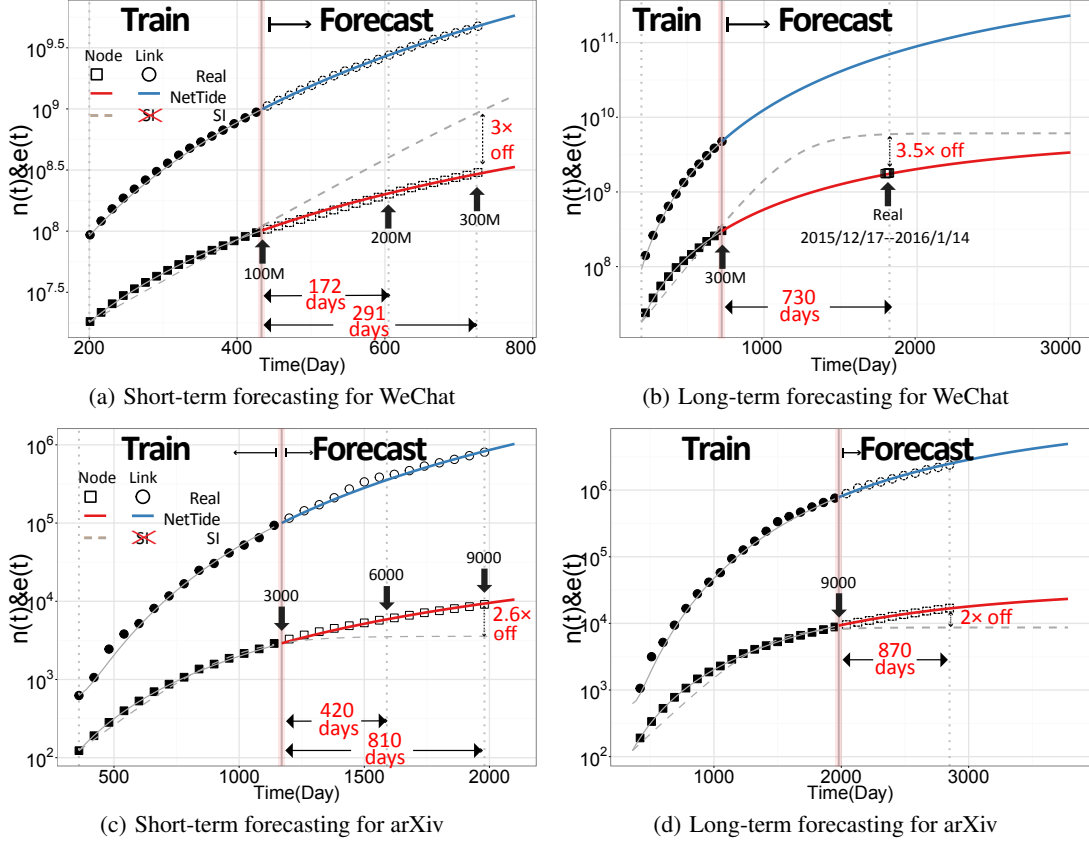 Train
Forecast
Node Link
Real
NetTide
SI SI
n(t)&e(t)
10^9.5
10^9
10^8.5
10^8
10^7.5
3×
off
100M
200M
300M
172
days
291
days
200 400 600 800
Time(Day)
(a) Short-term forecasting for WeChat
Train
Forecast
n(t)&e(t)
10^11
10^10
10^9
10^8
3.5× off
Real
2015/12/17--2016/1/14
300M
730
days
1000 2000 3000
Time(Day)
(b) Long-term forecasting for WeChat
Train
Forecast
Node Link
Real
NetTide
SI SI
n(t)&e(t)
10^6
10^5
10^4
10^3
10^2
3000
6000
9000
2.6×
off
420
days
810
days
500 1000 1500 2000
Time(Day)
(c) Short-term forecasting for arXiv
Train
Forecast
n(t)&e(t)
10^6
10^5
10^4
10^3
10^2
9000
2× off
870
days
1000 2000 3000
Time(Day)
(d) Long-term forecasting for arXiv